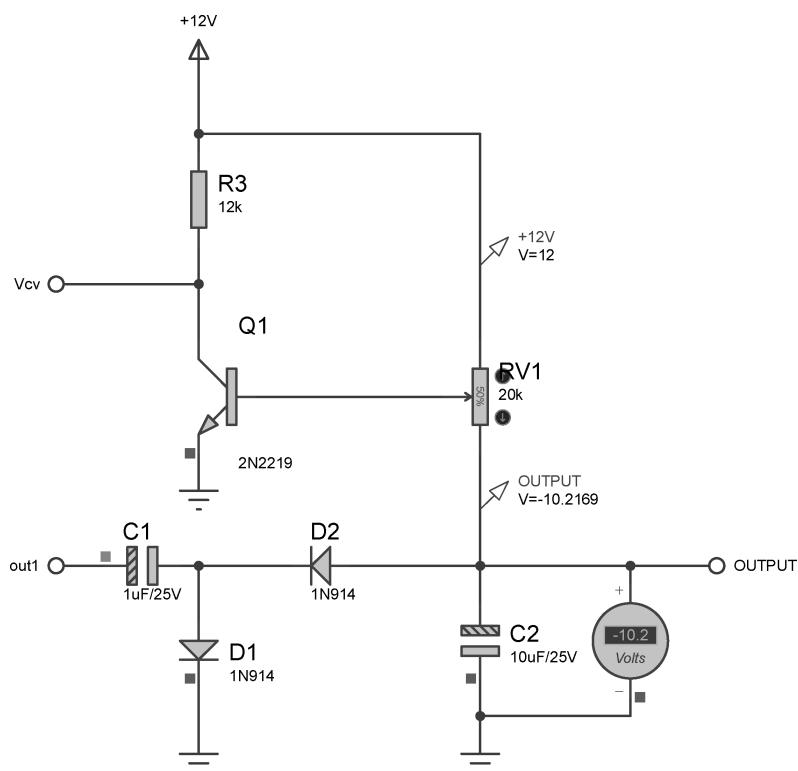 +12V
R3
12k
+12V
V=12
Vcv
Q1
RV1
50%
20k
2N2219
OUTPUT
V=-10.2169
C1
D2
out1
OUTPUT
1uF/25V
1N914
+
-10.2
Volts
C2
10uF/25V
D1
1N914
−